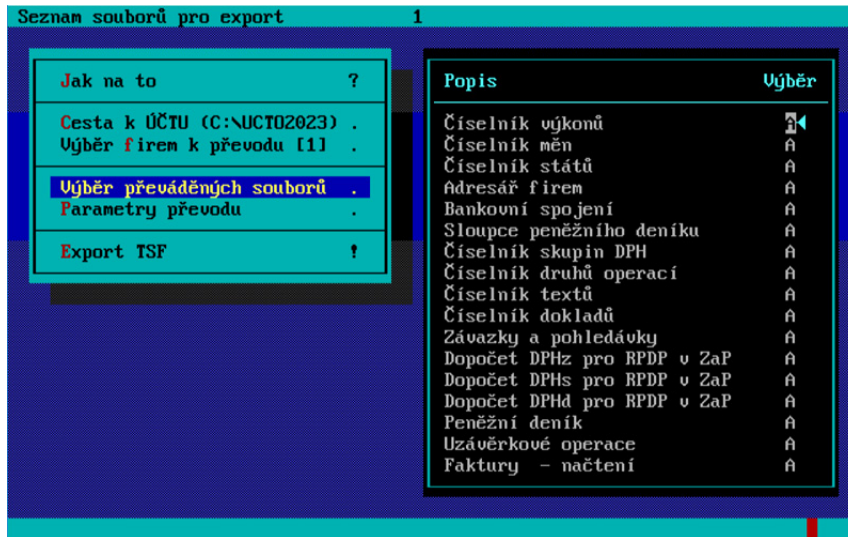 Seznam souborů pro export 1
Jak na to ?
Cesta k ÚČTU (C:\UCTO2023) .
Výběr firem k převodu [1] .
Výběr převáděných souborů .
Parametry převodu .
Export TSF !
Popis Výběr
Číselník výkonů A
Číselník měn A
Číselník států A
Adresář firem A
Bankovní spojení A
Sloupce peněžního deníku A
Číselník skupin DPH A
Číselník druhů operací A
Číselník textů A
Číselník dokladů A
Závazky a pohledávky A
Dopočet DPHz pro RPDP v ZaP A
Dopočet DPHs pro RPDP v ZaP A
Dopočet DPHd pro RPDP v ZaP A
Peněžní deník A
Uzávěrkové operace A
Faktury - načtení A